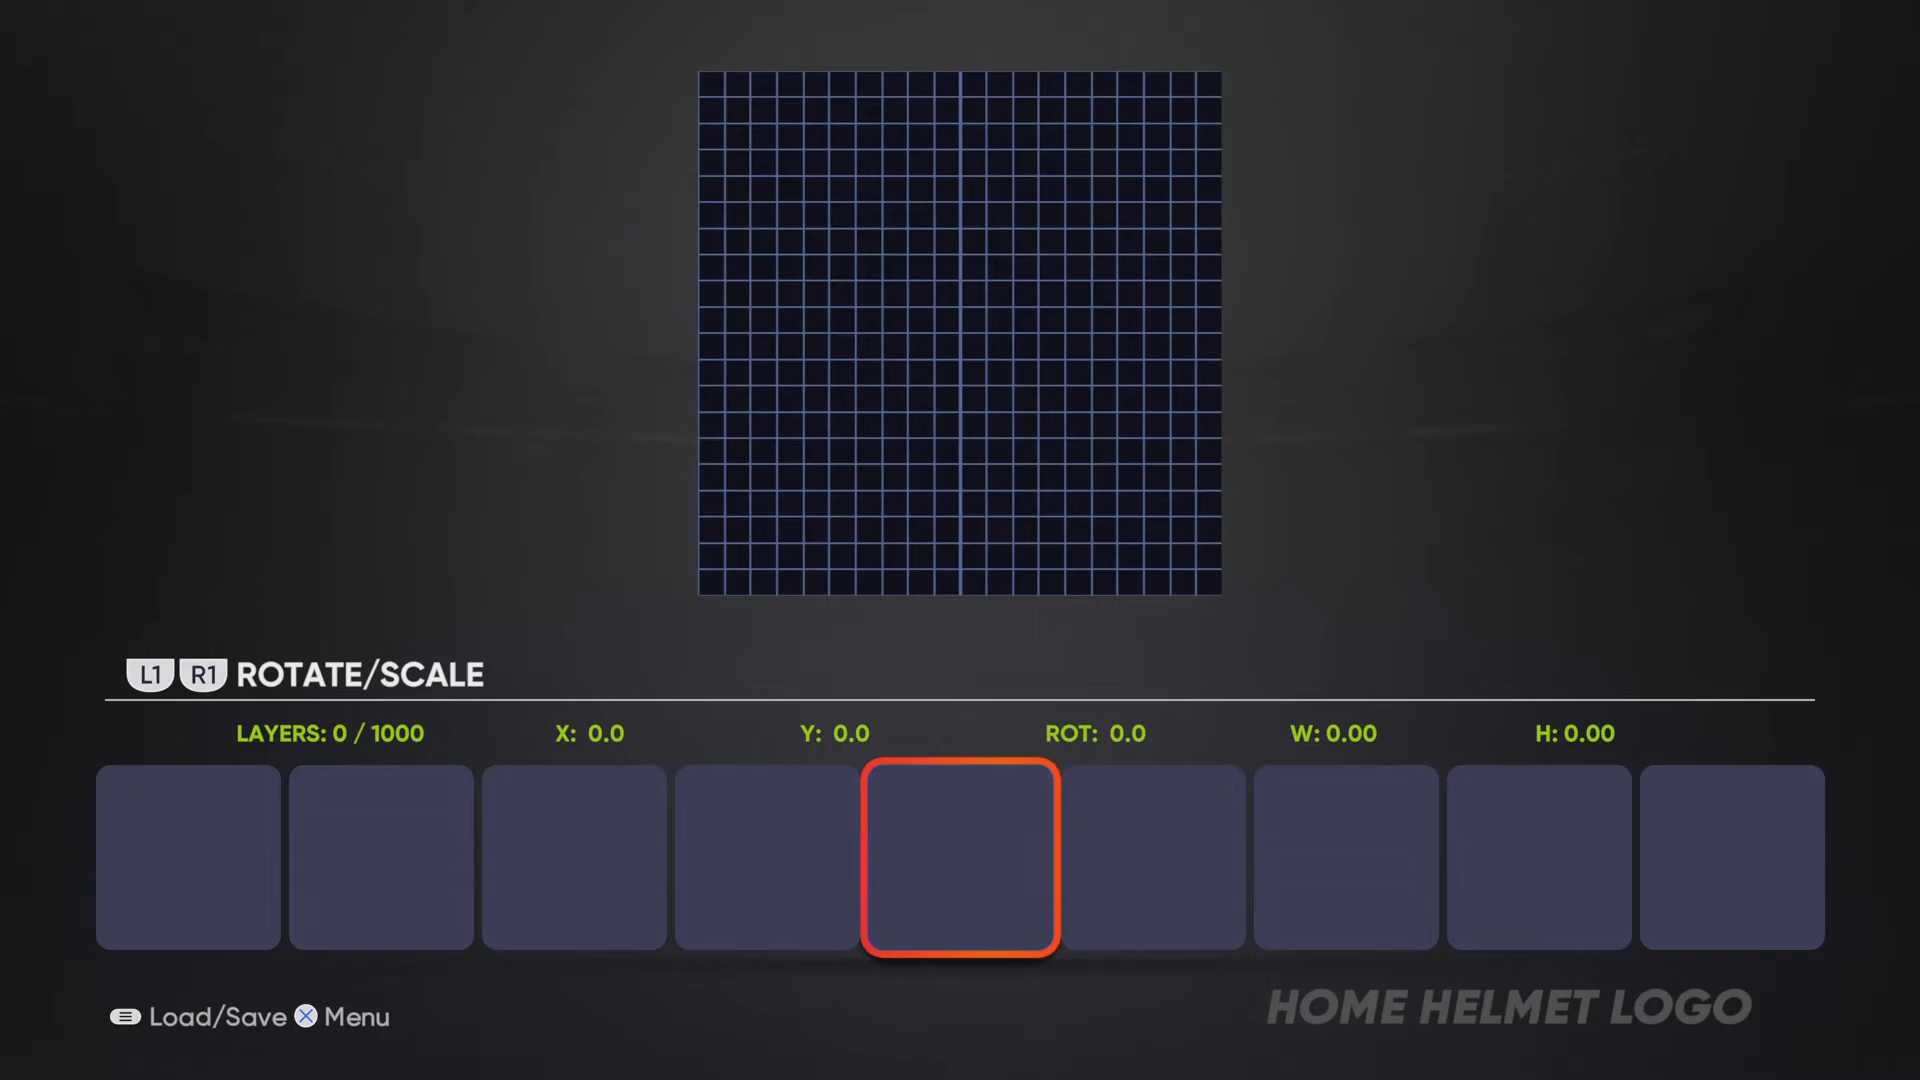 L1 R1 ROTATE/SCALE
LAYERS: 0 / 1000 X: 0.0 Y: 0.0 ROT: 0.0 W: 0.00 H: 0.00
Load/Save Menu
HOME HELMET LOGO